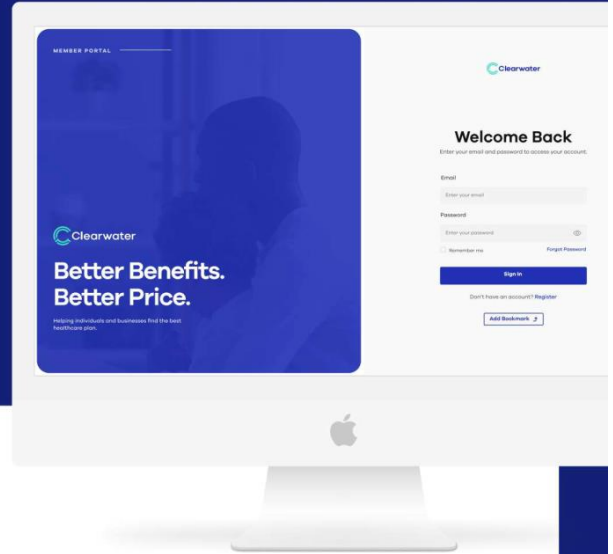 MEMBER PORTAL
Clearwater
Better Benefits.
Better Price.
Helping individuals and businesses find the best
healthcare plan.
Clearwater
Welcome Back
Enter your email and password to access your account.
Email
Enter your email
Password
Enter your password
Remember me
Forgot Password
Sign In
Don't have an account? Register
Add Bookmark